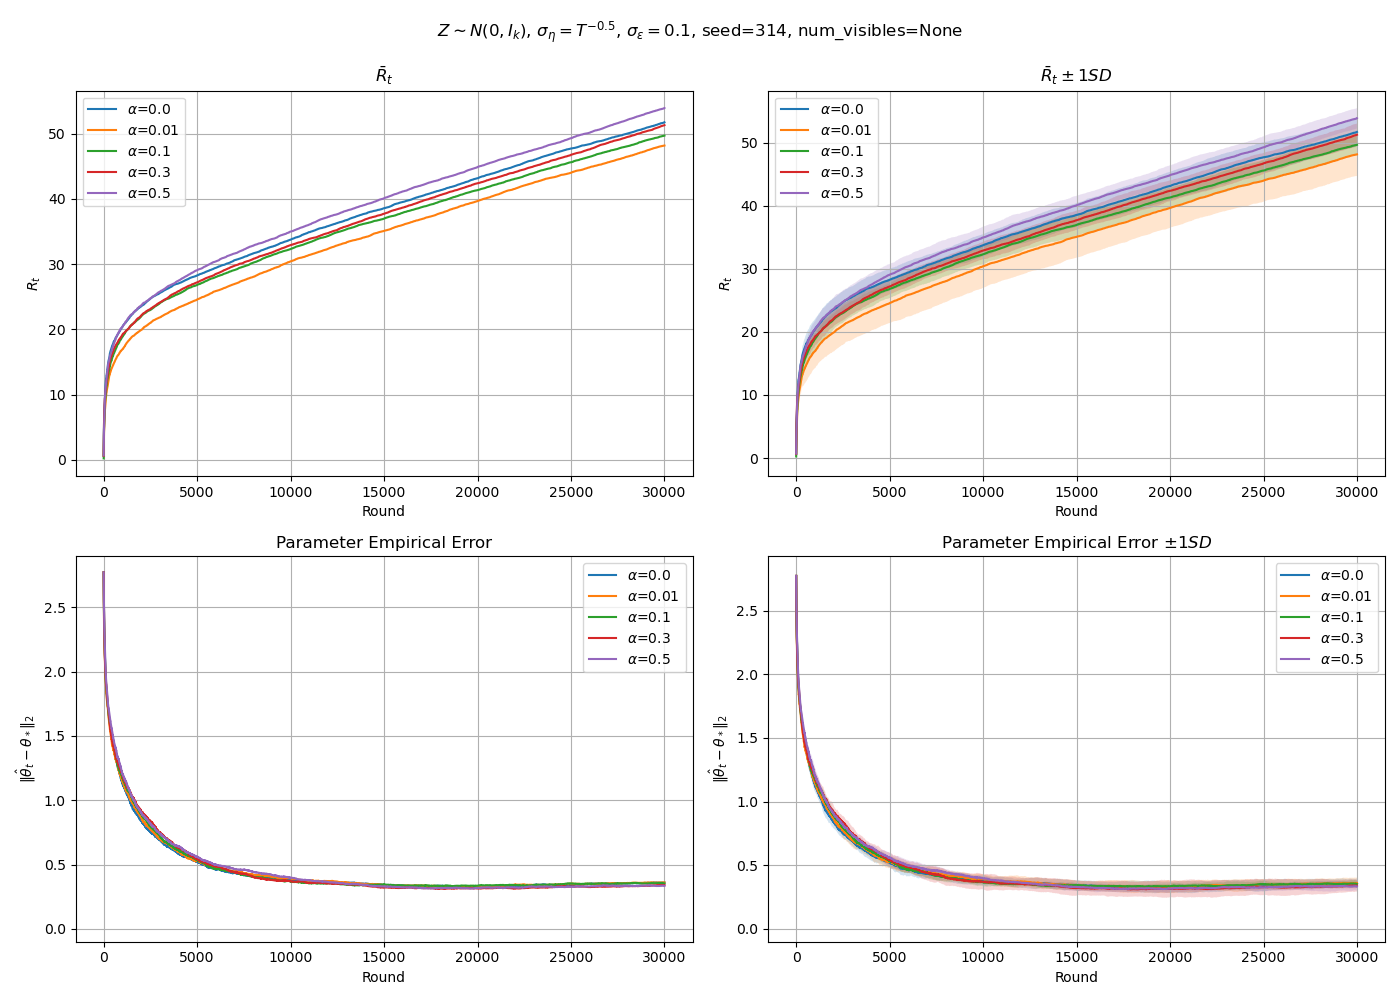 Z ~ N(0, I_k), σ_η = T^{-0.5}, σ_ε = 0.1, seed=314, num_visibles=None
R̄_t
R̄_t ± 1SD
α=0.0
α=0.01
α=0.1
α=0.3
α=0.5
α=0.0
α=0.01
α=0.1
α=0.3
α=0.5
R_t
50
40
30
20
10
0
R_t
50
40
30
20
10
0
0 5000 10000 15000 20000 25000 30000
0 5000 10000 15000 20000 25000 30000
Round
Round
Parameter Empirical Error
Parameter Empirical Error ±1SD
α=0.0
α=0.01
α=0.1
α=0.3
α=0.5
α=0.0
α=0.01
α=0.1
α=0.3
α=0.5
‖θ̂_t − θ_*‖_2
2.5
2.0
1.5
1.0
0.5
0.0
‖θ̂_t − θ_*‖_2
2.5
2.0
1.5
1.0
0.5
0.0
0 5000 10000 15000 20000 25000 30000
0 5000 10000 15000 20000 25000 30000
Round
Round